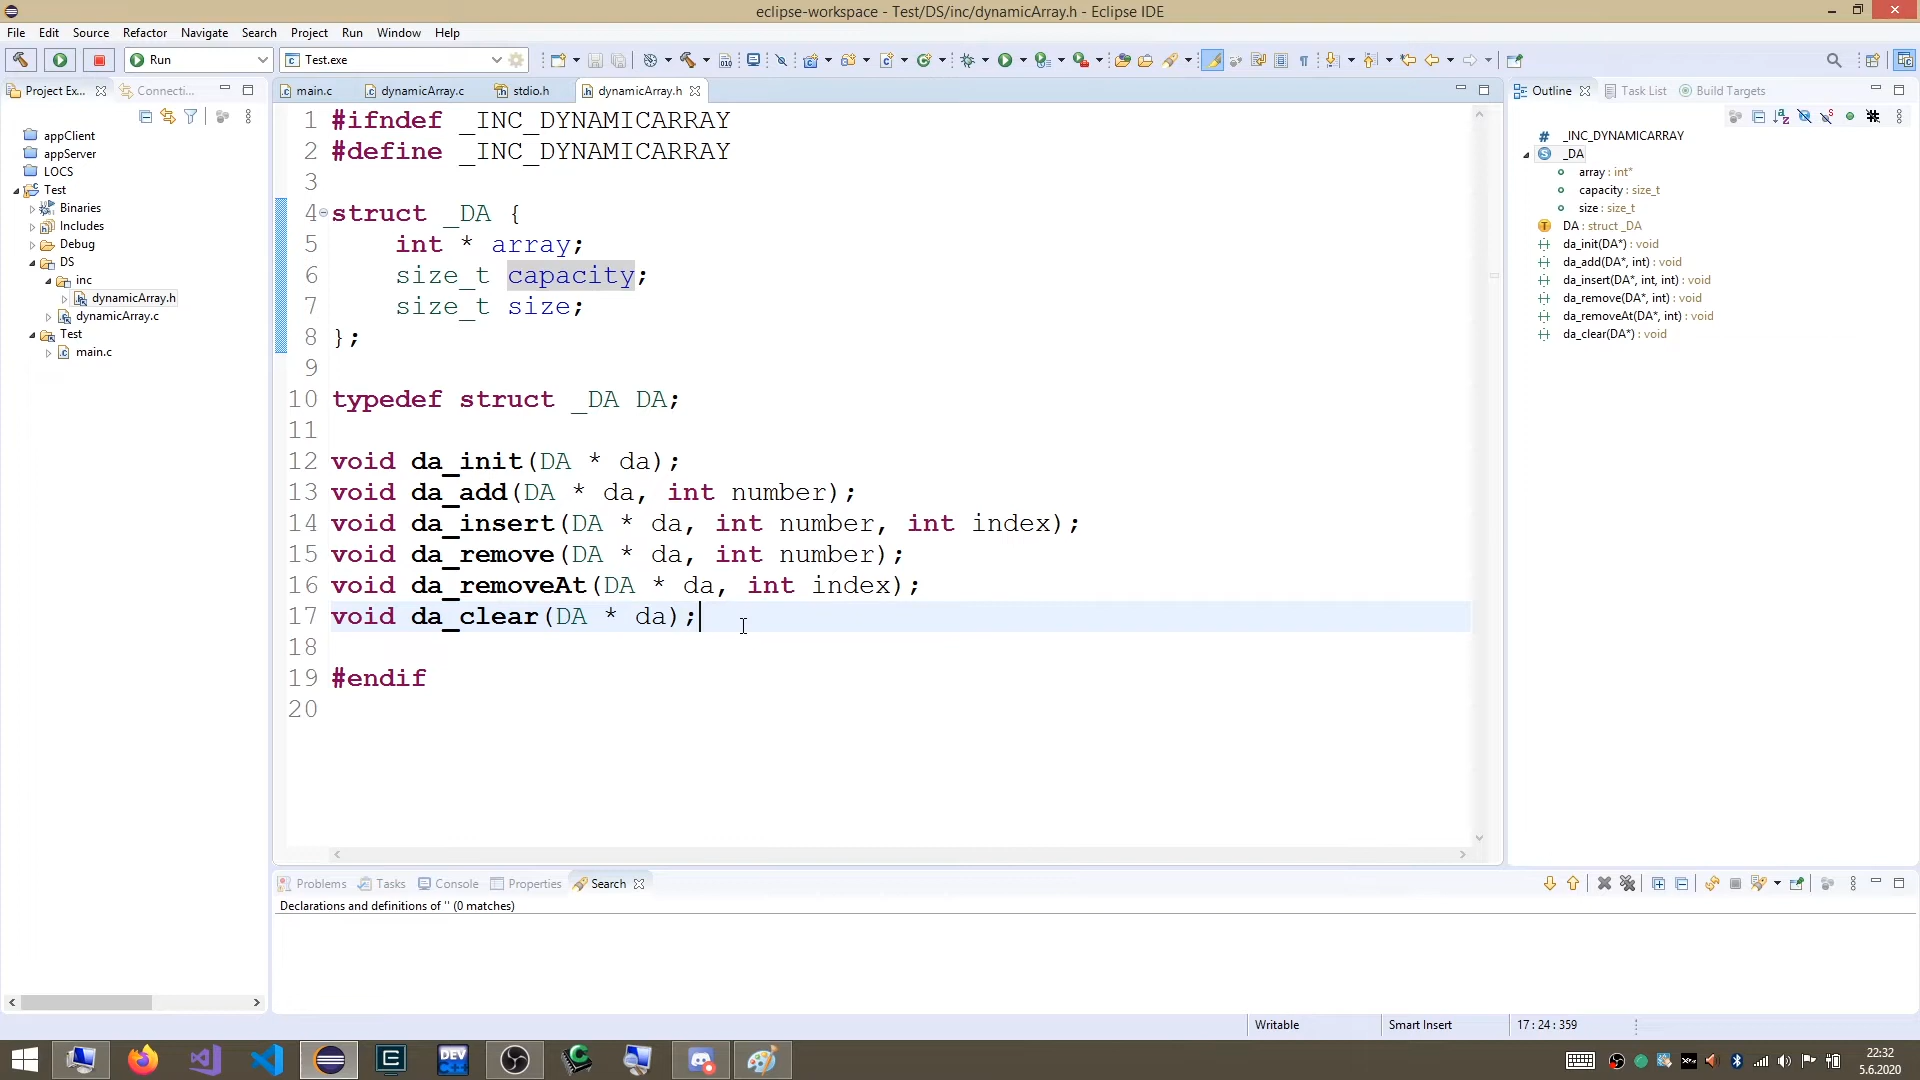 eclipse-workspace - Test/DS/inc/dynamicArray.h - Eclipse IDE
File Edit Source Refactor Navigate Search Project Run Window Help
Run Test.exe
Project Ex... Connecti...
main.c dynamicArray.c stdio.h dynamicArray.h
Outline Task List Build Targets
appClient
appServer
LOCS
Test
Binaries
Includes
Debug
DS
inc
dynamicArray.h
dynamicArray.c
Test
main.c
1 #ifndef _INC_DYNAMICARRAY
2 #define _INC_DYNAMICARRAY
3
4 struct _DA {
5 int * array;
6 size_t capacity;
7 size_t size;
8 };
9
10 typedef struct _DA DA;
11
12 void da_init(DA * da);
13 void da_add(DA * da, int number);
14 void da_insert(DA * da, int number, int index);
15 void da_remove(DA * da, int number);
16 void da_removeAt(DA * da, int index);
17 void da_clear(DA * da);
18
19 #endif
20
# _INC_DYNAMICARRAY
S _DA
array : int*
capacity : size_t
size : size_t
T DA : struct _DA
da_init(DA*) : void
da_add(DA*, int) : void
da_insert(DA*, int, int) : void
da_remove(DA*, int) : void
da_removeAt(DA*, int) : void
da_clear(DA*) : void
Problems Tasks Console Properties Search
Declarations and definitions of '' (0 matches)
Writable Smart Insert 17 : 24 : 359
DEV
22:32
5.6.2020